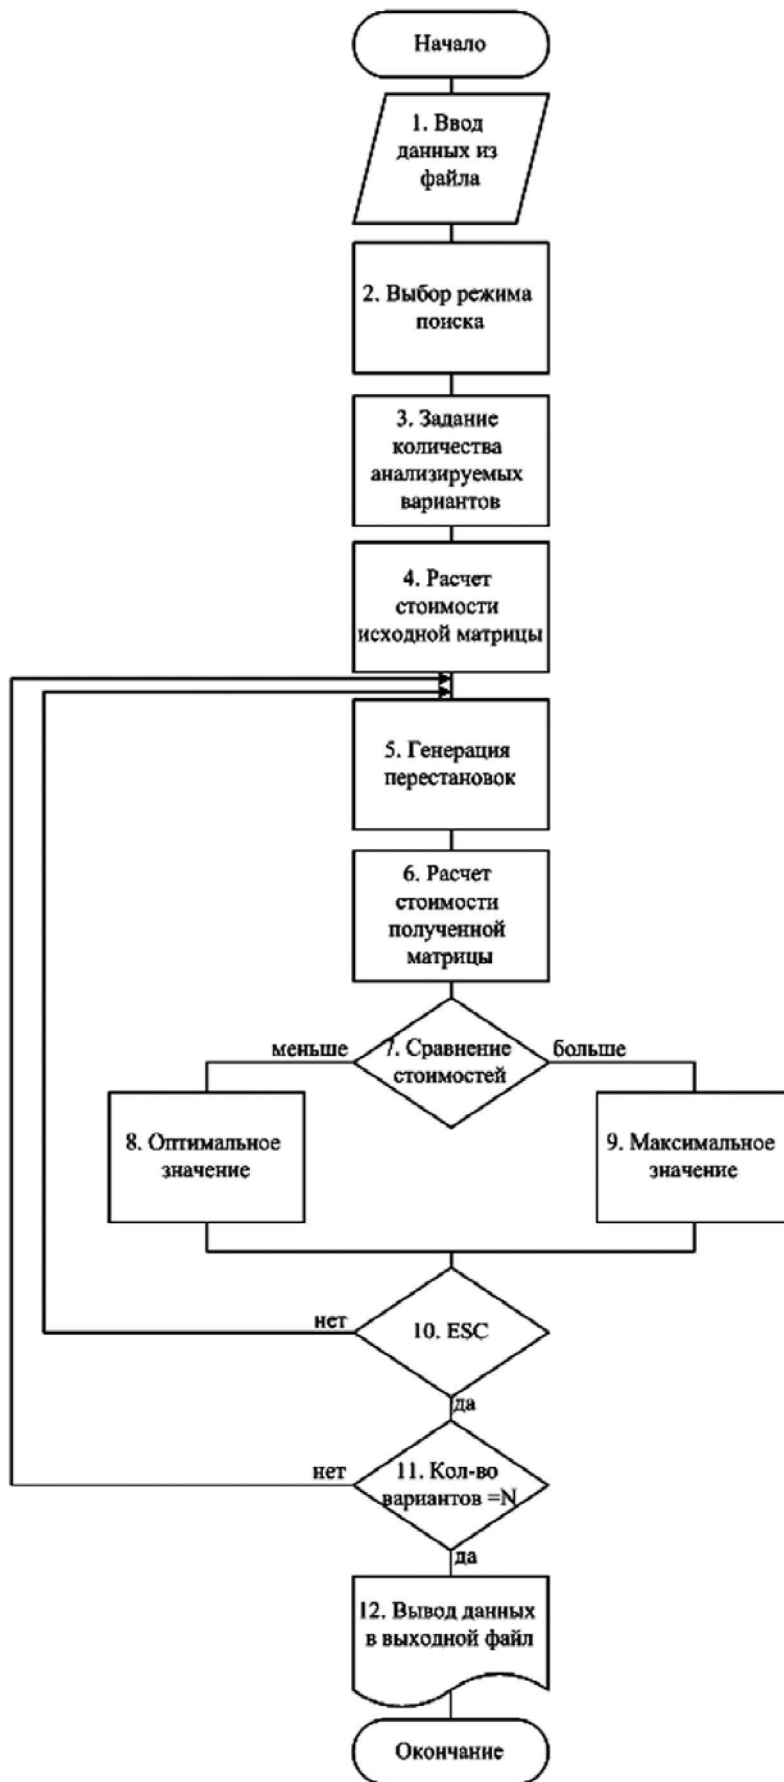 Начало
1. Ввод
данных из
файла
2. Выбор режима
поиска
3. Задание
количества
анализируемых
вариантов
4. Расчет
стоимости
исходной матрицы
5. Генерация
перестановок
6. Расчет
стоимости
полученной
матрицы
меньше
7. Сравнение
стоимостей
больше
8. Оптимальное
значение
9. Максимальное
значение
нет
10. ESC
да
нет
11. Кол-во
вариантов =N
да
12. Вывод данных
в выходной файл
Окончание